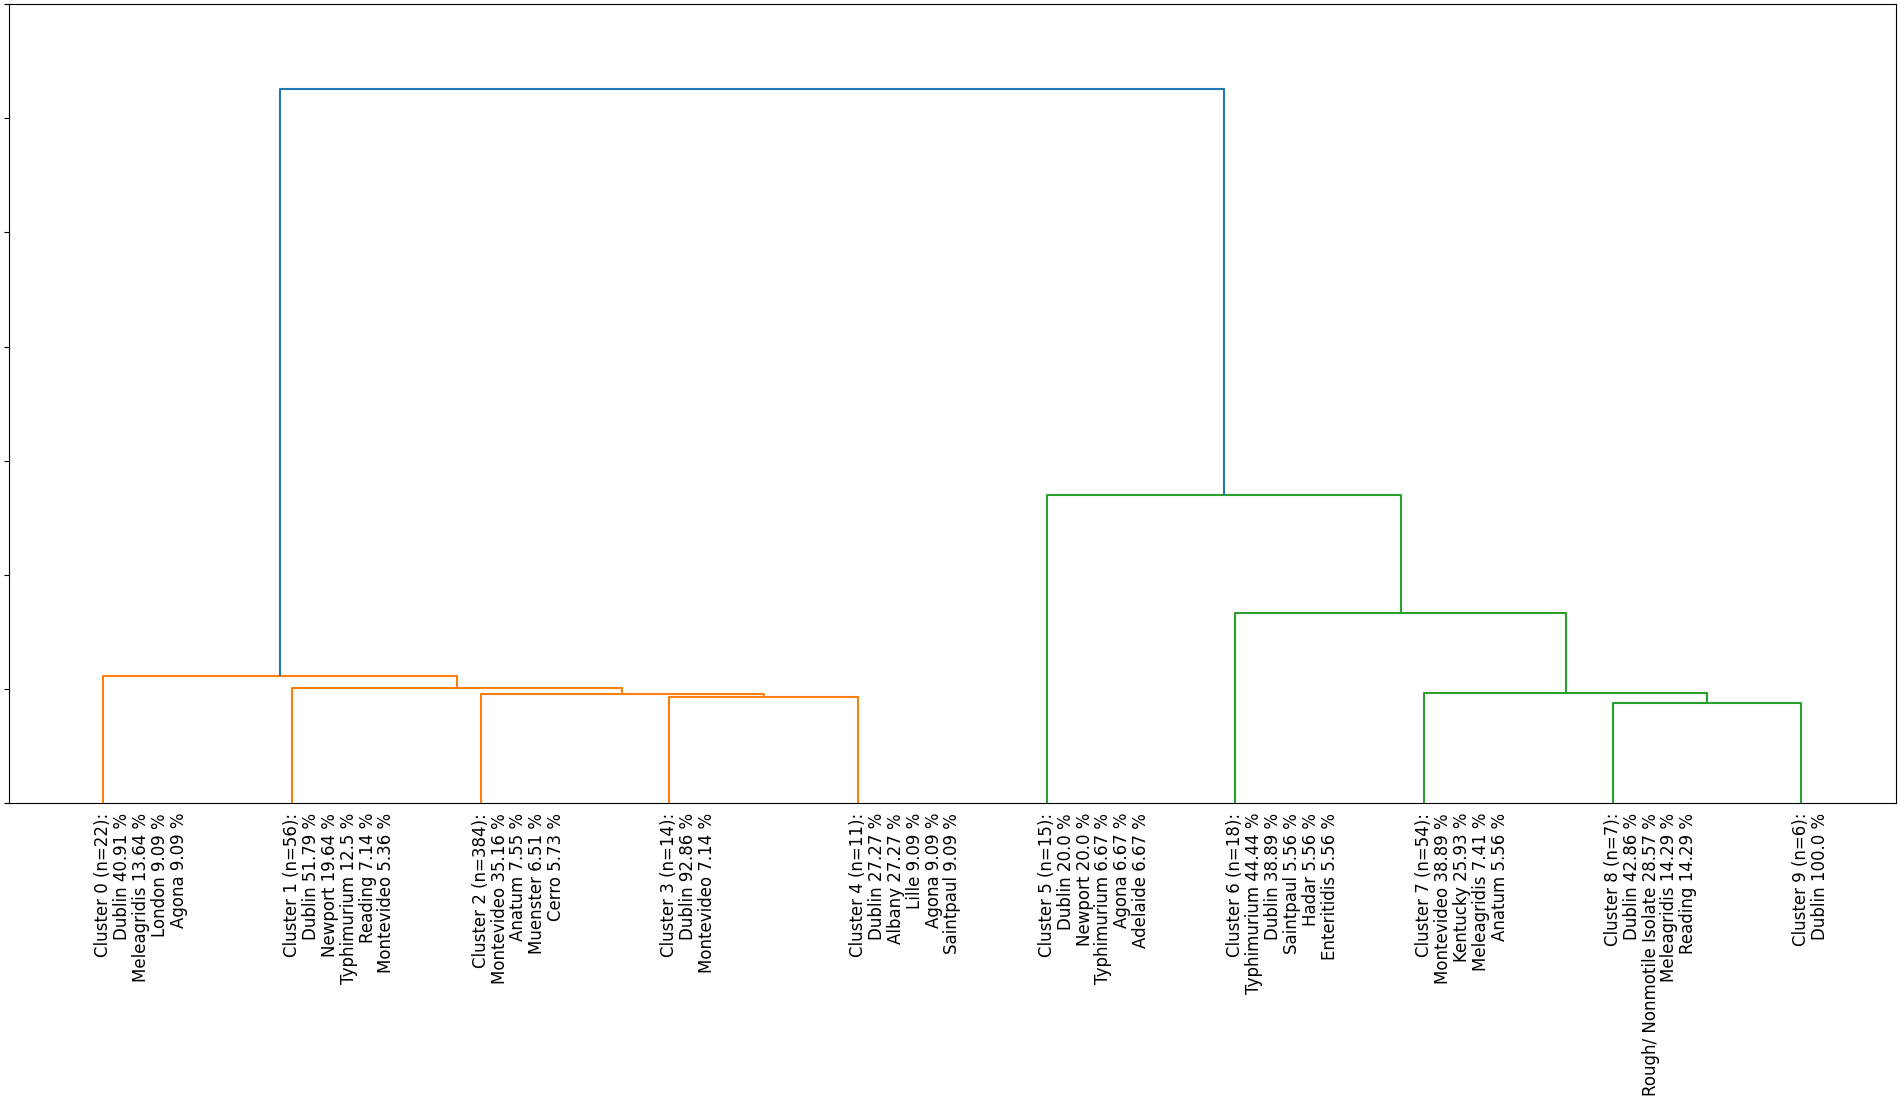 Cluster 0 (n=22):
Dublin 40.91 %
Meleagridis 13.64 %
London 9.09 %
Agona 9.09 %
Cluster 1 (n=56):
Dublin 51.79 %
Newport 19.64 %
Typhimurium 12.5 %
Reading 7.14 %
Montevideo 5.36 %
Cluster 2 (n=384):
Montevideo 35.16 %
Anatum 7.55 %
Muenster 6.51 %
Cerro 5.73 %
Cluster 3 (n=14):
Dublin 92.86 %
Montevideo 7.14 %
Cluster 4 (n=11):
Dublin 27.27 %
Albany 27.27 %
Lille 9.09 %
Agona 9.09 %
Saintpaul 9.09 %
Cluster 5 (n=15):
Dublin 20.0 %
Newport 20.0 %
Typhimurium 6.67 %
Agona 6.67 %
Adelaide 6.67 %
Cluster 6 (n=18):
Typhimurium 44.44 %
Dublin 38.89 %
Saintpaul 5.56 %
Hadar 5.56 %
Enteritidis 5.56 %
Cluster 7 (n=54):
Montevideo 38.89 %
Kentucky 25.93 %
Meleagridis 7.41 %
Anatum 5.56 %
Cluster 8 (n=7):
Dublin 42.86 %
Rough/ Nonmotile Isolate 28.57 %
Meleagridis 14.29 %
Reading 14.29 %
Cluster 9 (n=6):
Dublin 100.0 %